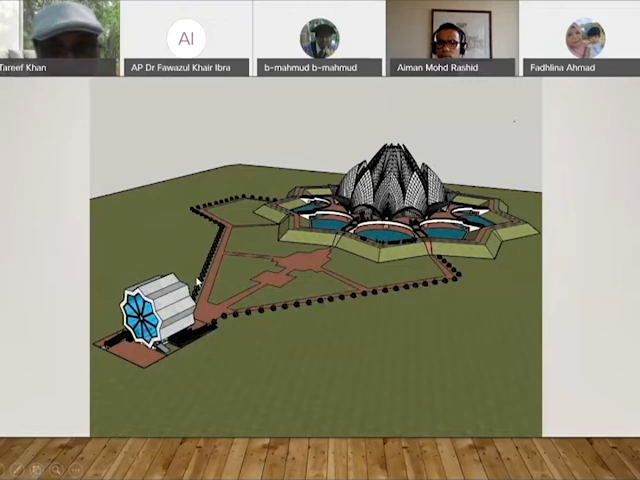 Tareef Khan
AI
AP Dr Fawazul Khair Ibra
b-mahmud b-mahmud
Aiman Mohd Rashid
Fadhlina Ahmad